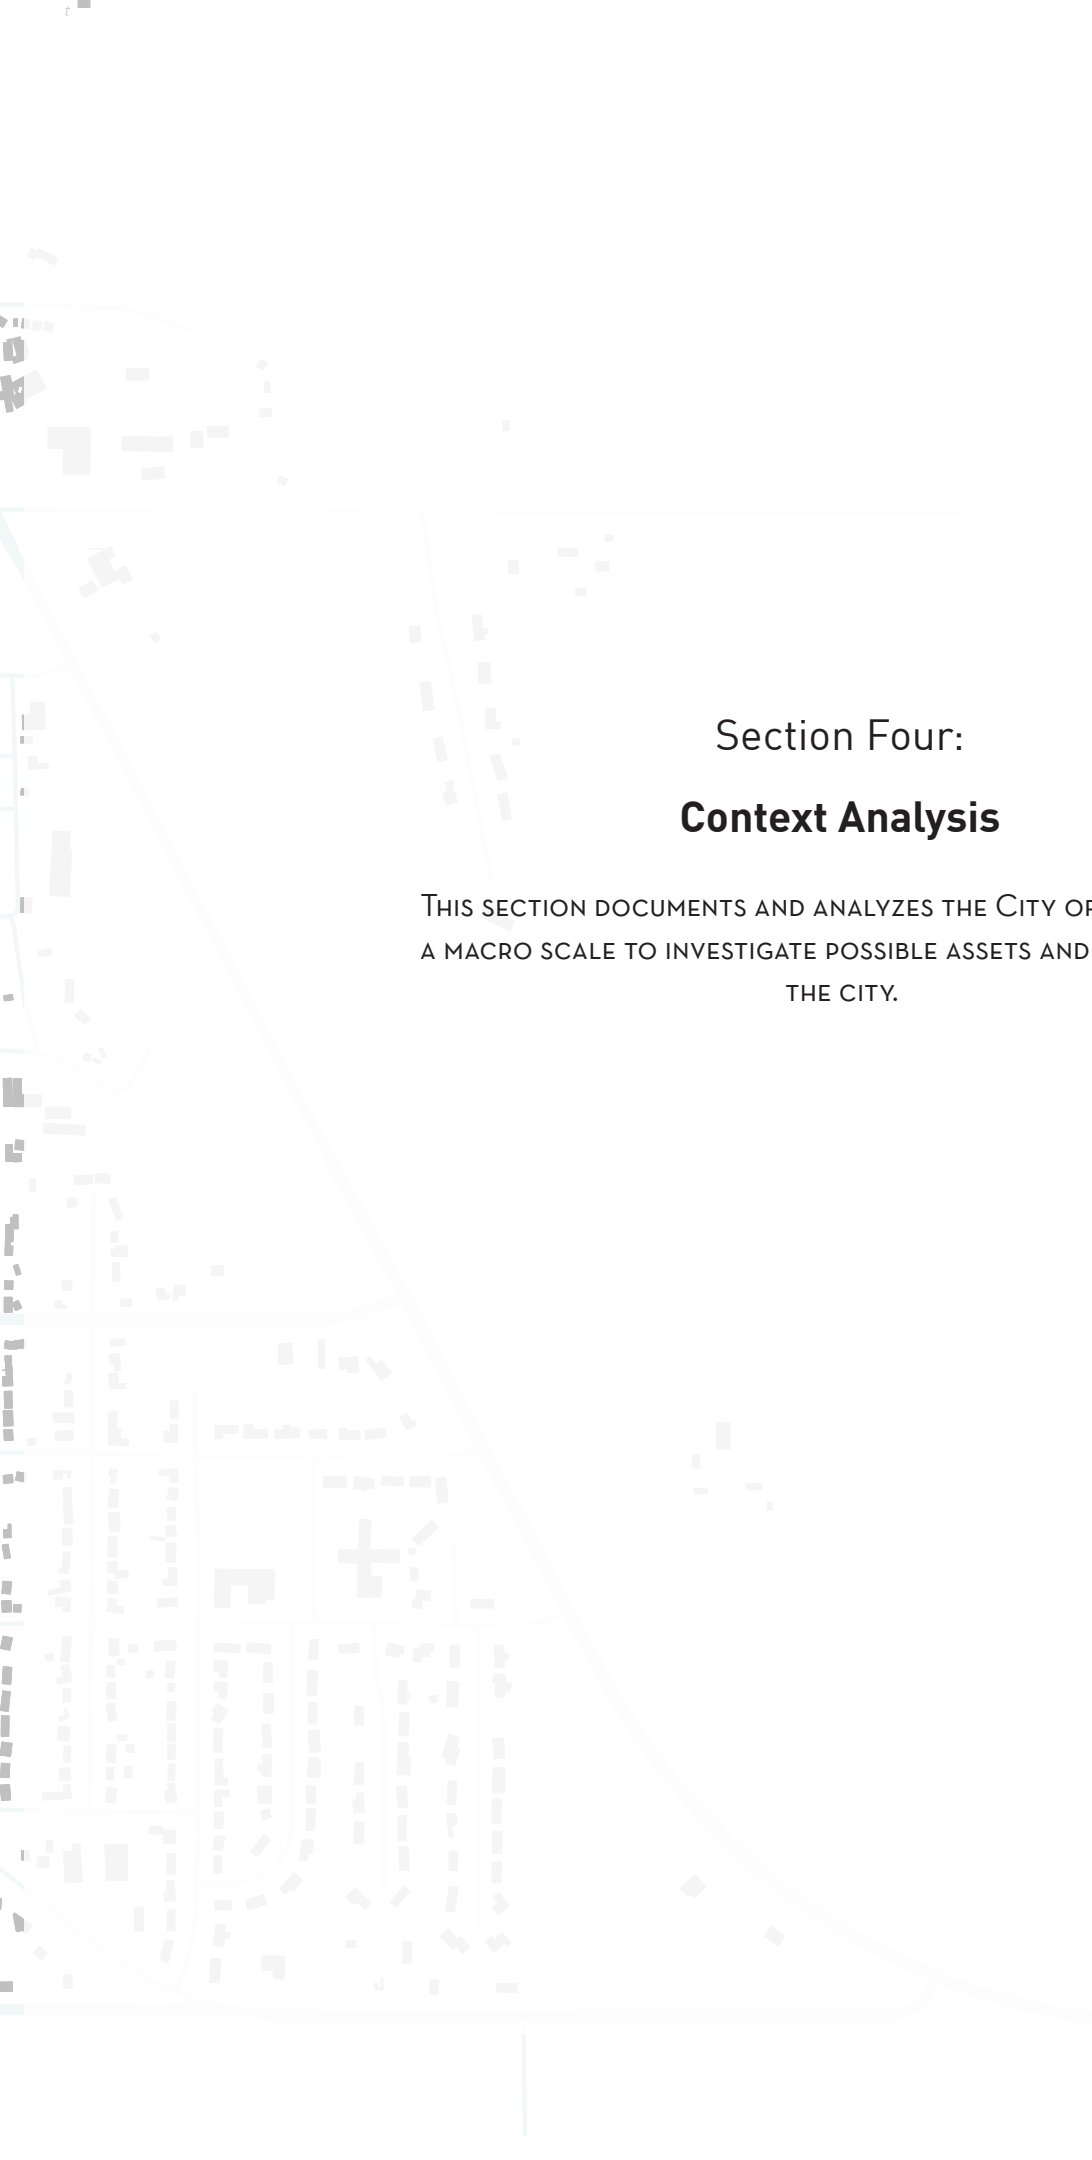 t
Section Four:
Context Analysis
This section documents and analyzes the City
a macro scale to investigate possible assets and
the city.